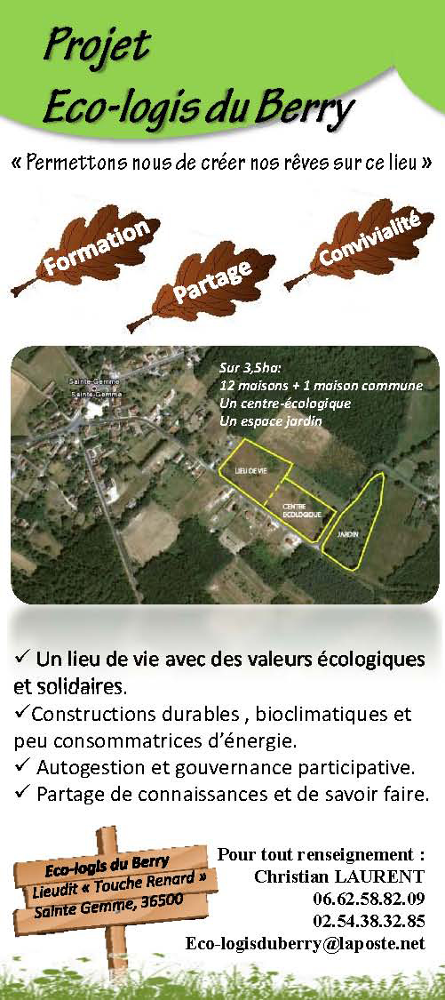 Projet
Eco-logis du Berry
« Permettons nous de créer nos rêves sur ce lieu »
Formation
Partage
Convivialité
Sur 3,5ha:
12 maisons + 1 maison commune
Un centre-écologique
Un espace jardin
Sainte-Gemme
Sainte-Gemme
LIEU DE VIE
CENTRE
ECOLOGIQUE
JARDIN
✓ Un lieu de vie avec des valeurs écologiques
et solidaires.
✓Constructions durables , bioclimatiques et
peu consommatrices d’énergie.
✓ Autogestion et gouvernance participative.
✓ Partage de connaissances et de savoir faire.
Eco-logis du Berry
Lieudit « Touche Renard »
Sainte Gemme, 36500
Pour tout renseignement :
Christian LAURENT
06.62.58.82.09
02.54.38.32.85
Eco-logisduberry@laposte.net